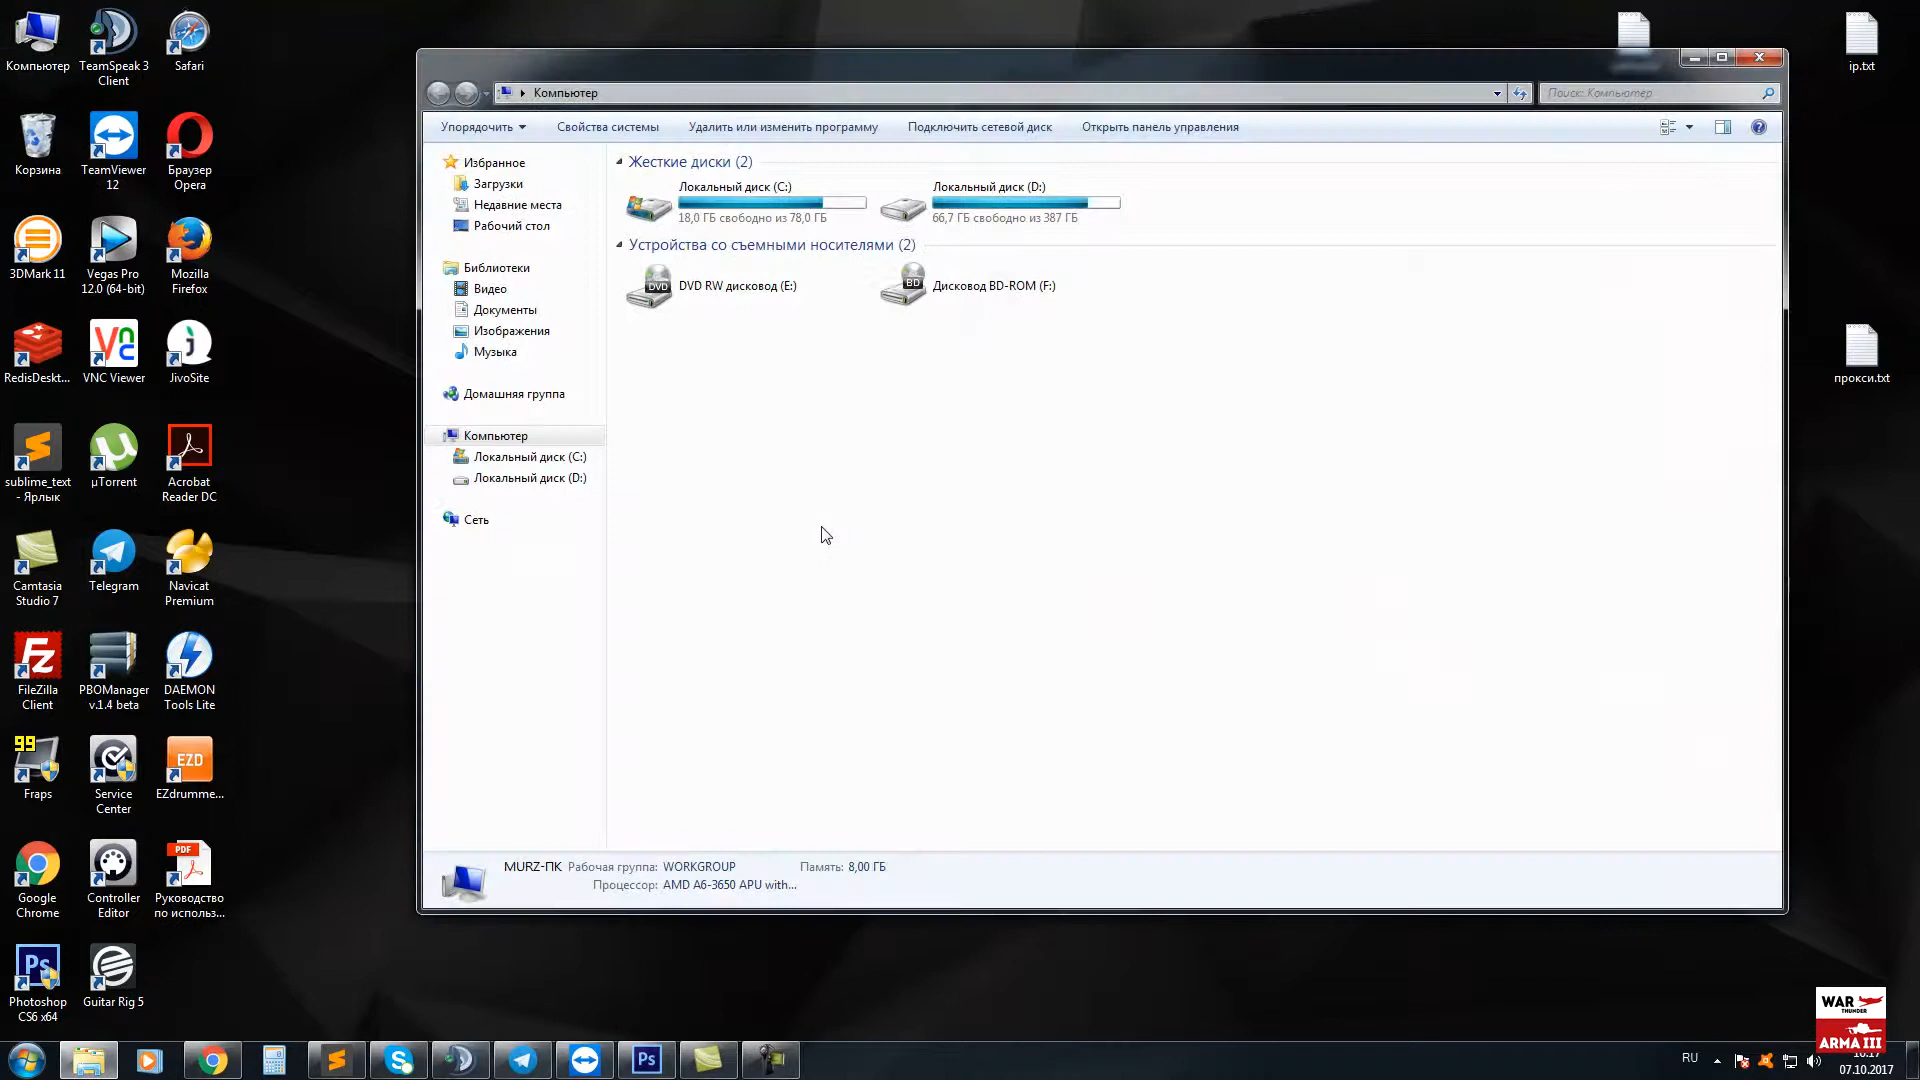 Компьютер
TeamSpeak 3
Client
Safari
Корзина
TeamViewer
12
Браузер
Opera
3DMark 11
Vegas Pro
12.0 (64-bit)
Mozilla
Firefox
RedisDeskt...
VNC Viewer
JivoSite
sublime_text
- Ярлык
µTorrent
Acrobat
Reader DC
Camtasia
Studio 7
Telegram
Navicat
Premium
FileZilla
Client
PBOManager
v.1.4 beta
DAEMON
Tools Lite
99
Fraps
Service
Center
EZD
EZdrumme...
Google
Chrome
Controller
Editor
PDF
Руководство
по использ...
Ps
Photoshop
CS6 x64
Guitar Rig 5
Компьютер
Поиск: Компьютер
Упорядочить
Свойства системы
Удалить или изменить программу
Подключить сетевой диск
Открыть панель управления
Избранное
Загрузки
Недавние места
Рабочий стол
Библиотеки
Видео
Документы
Изображения
Музыка
Домашняя группа
Компьютер
Локальный диск (C:)
Локальный диск (D:)
Сеть
Жесткие диски (2)
Локальный диск (C:)
18,0 ГБ свободно из 78,0 ГБ
Локальный диск (D:)
66,7 ГБ свободно из 387 ГБ
Устройства со съемными носителями (2)
DVD
DVD RW дисковод (E:)
BD
Дисковод BD-ROM (F:)
MURZ-ПК Рабочая группа: WORKGROUP Память: 8,00 ГБ
Процессор: AMD A6-3650 APU with...
ip.txt
прокси.txt
WAR
THUNDER
ARMA III
Ps
RU
07.10.2017